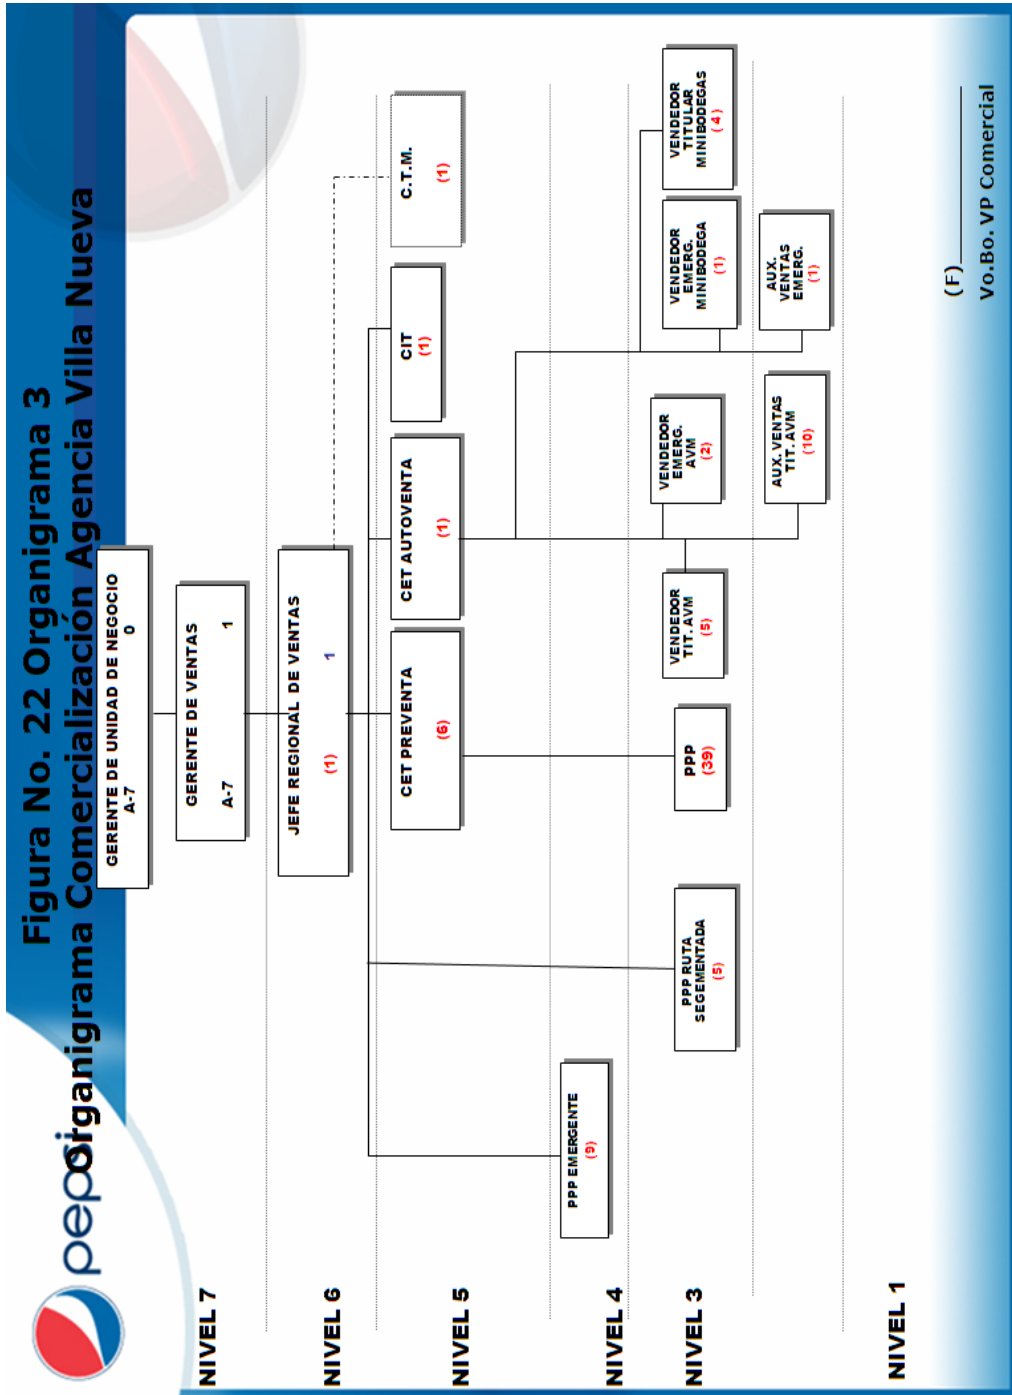 Figura No. 22 Organigrama 3
Organigrama Comercialización Agencia Villa Nueva
pepsi
GERENTE DE UNIDAD DE NEGOCIO
A-7 0
NIVEL 7
GERENTE DE VENTAS
A-7 1
NIVEL 6
JEFE REGIONAL DE VENTAS
(1) 1
NIVEL 5
CET PREVENTA
(6)
CET AUTOVENTA
(1)
CIT
(1)
C.T.M.
(1)
NIVEL 4
PPP EMERGENTE
(9)
NIVEL 3
PPP RUTA
SEGEMENTADA
(5)
PPP
(39)
VENDEDOR
TIT. AVM
(5)
VENDEDOR
EMERG.
AVM
(2)
VENDEDOR
EMERG.
MINIBODEGA
(1)
VENDEDOR
TITULAR
MINIBODEGAS
(4)
AUX. VENTAS
TIT. AVM
(10)
AUX.
VENTAS
EMERG.
(1)
NIVEL 1
(F)
Vo.Bo. VP Comercial